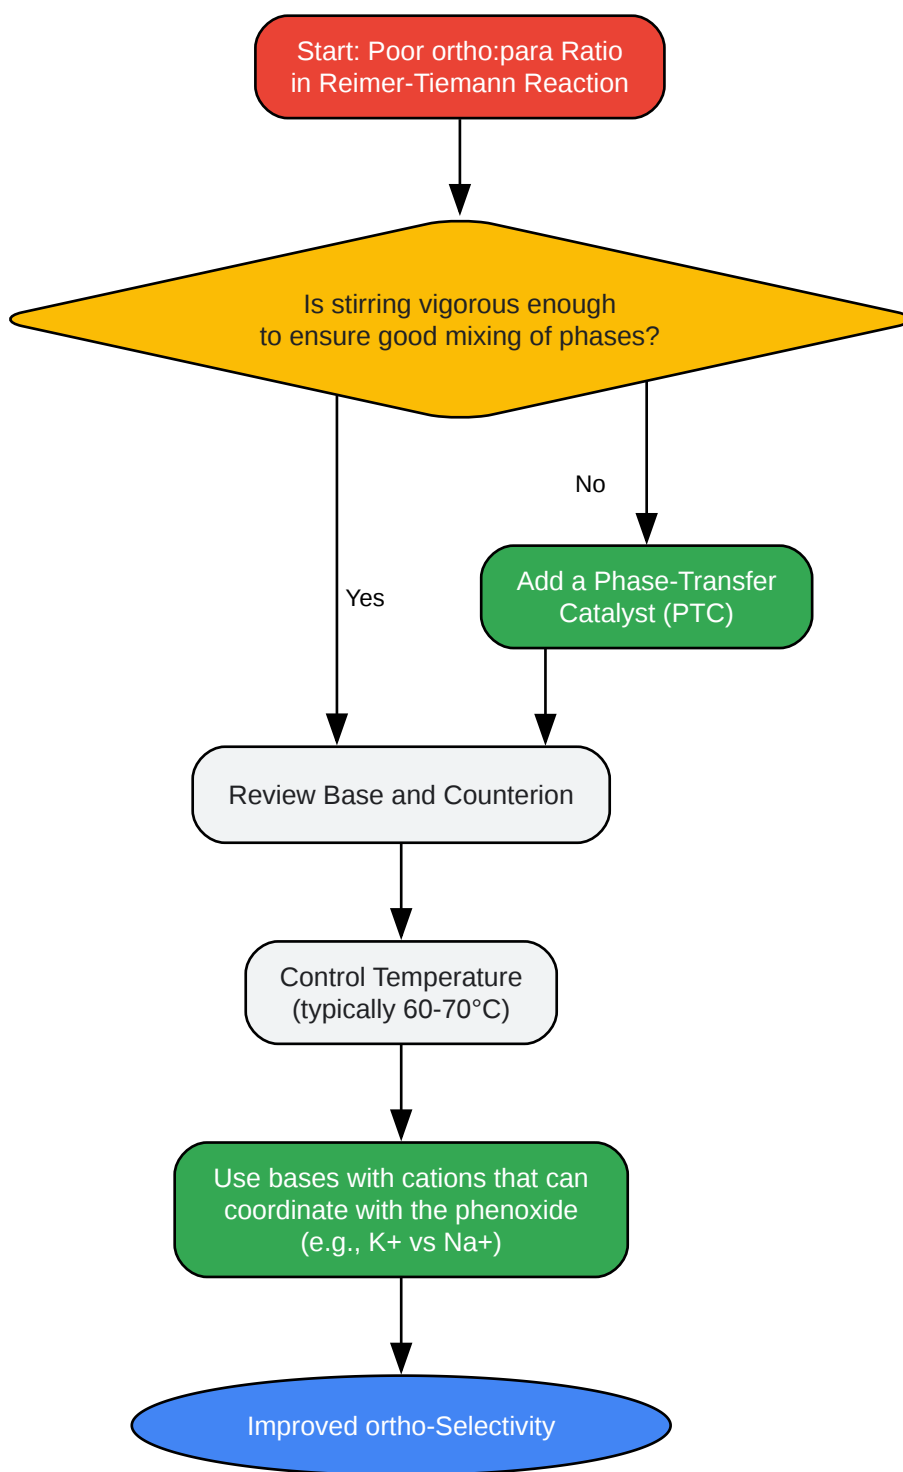 Start: Poor ortho:para Ratio
in Reimer-Tiemann Reaction
Is stirring vigorous enough
to ensure good mixing of phases?
No
Add a Phase-Transfer
Catalyst (PTC)
Yes
Review Base and Counterion
Control Temperature
(typically 60-70°C)
Use bases with cations that can
coordinate with the phenoxide
(e.g., K+ vs Na+)
Improved ortho-Selectivity